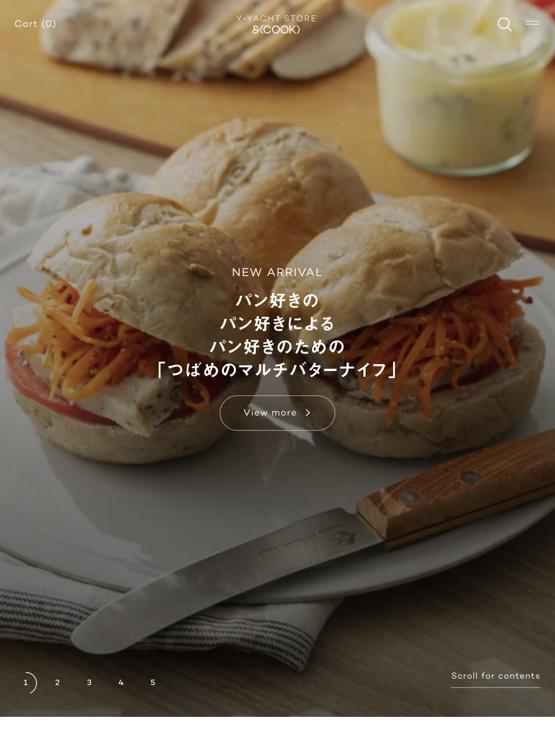 Cart (0)
Y-YACHT STORE
&(COOK)
NEW ARRIVAL
パン好きの
パン好きによる
パン好きのための
「つばめのマルチバターナイフ」
View more
1 2 3 4 5
Scroll for contents